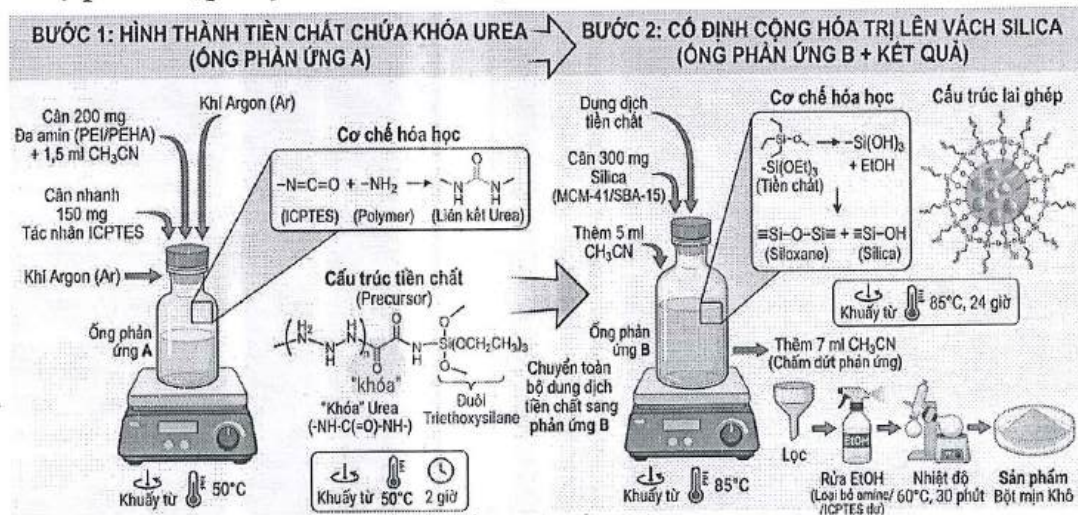 BƯỚC 1: HÌNH THÀNH TIỀN CHẤT CHỨA KHÓA UREA
(ỐNG PHẢN ỨNG A)
Cân 200 mg
Đa amin (PEI/PEHA)
+ 1,5 ml CH₃CN
Khí Argon (Ar)
Cân nhanh
150 mg
Tác nhân ICPTES
Khí Argon (Ar)
Ống phản
ứng A
Khuấy từ 50°C
Cơ chế hóa học
-N=C=O + -NH₂
O
N H N H
(ICPTES) (Polymer) (Liên kết Urea)
Cấu trúc tiền chất
(Precursor)
H₂ H H O
N N N n O N H Si(OCH₂CH₃)₃
"khóa"
"Khóa" Urea
(-NH-C(=O)-NH-)
Đuôi
Triethoxysilane
Khuấy từ 50°C 2 giờ
Chuyển toàn
bộ dung dịch
tiền chất sang
phản ứng B
BƯỚC 2: CỐ ĐỊNH CỘNG HÓA TRỊ LÊN VÁCH SILICA
(ỐNG PHẢN ỨNG B + KẾT QUẢ)
Dung dịch
tiền chất
Cân 300 mg
Silica
(MCM-41/SBA-15)
Thêm 5 ml
CH₃CN
Ống phản
ứng B
Khuấy từ 85°C
Cơ chế hóa học
Si O -Si(OH)₃
-Si(OEt)₃ + EtOH
(Tiền chất)
≡Si-O-Si≡ + ≡Si-OH
(Siloxane) (Silica)
Cấu trúc lai ghép
Khuấy từ 85°C, 24 giờ
Thêm 7 ml CH₃CN
(Chấm dứt phản ứng)
Lọc
EtOH
Rửa EtOH
(Loại bỏ amine/
/ICPTES dư)
Nhiệt độ
60°C, 30 phút
Sản phẩm
Bột mịn Khô